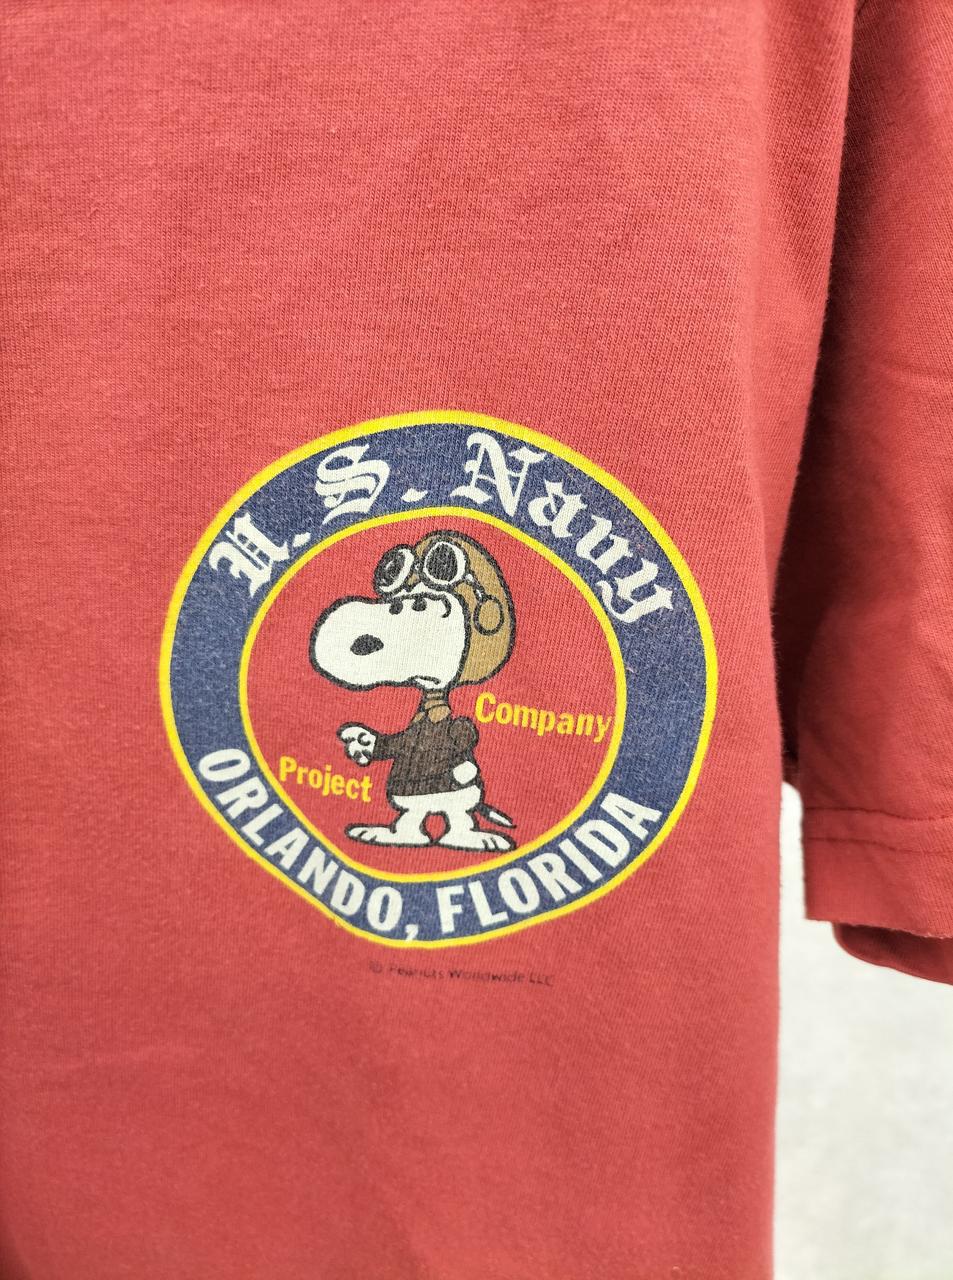 U.S. Navy
Company
Project
ORLANDO, FLORIDA
© Peanuts Worldwide LLC